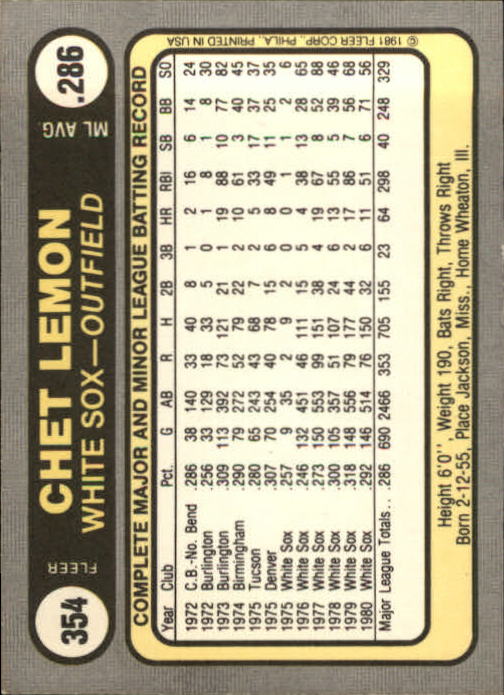 354
FLEER
CHET LEMON
WHITE SOX—OUTFIELD
ML AVG.
.286
COMPLETE MAJOR AND MINOR LEAGUE BATTING RECORD
Year Club Pct. G AB R H 2B 3B HR RBI SB BB SO
1972 C.B.-No. Bend .286 38 140 33 40 8 1 2 16 6 14 24
1972 Burlington .256 33 129 18 33 5 0 1 8 1 8 30
1973 Burlington .309 113 392 73 121 21 1 19 88 10 77 82
1974 Birmingham .290 79 272 52 79 22 2 10 61 3 40 45
1975 Tucson .280 65 243 43 68 7 2 5 33 17 37 37
1975 Denver .307 70 254 40 78 15 6 8 49 11 25 35
1975 White Sox .257 9 35 2 9 2 0 0 1 1 2 6
1976 White Sox .246 132 451 46 111 15 5 4 38 13 28 65
1977 White Sox .273 150 553 99 151 38 4 19 67 8 52 88
1978 White Sox .300 105 357 51 107 24 6 13 55 5 39 46
1979 White Sox .318 148 556 79 177 44 2 17 86 7 56 68
1980 White Sox .292 146 514 76 150 32 6 11 51 6 71 56
Major League Totals . . .286 690 2466 353 705 155 23 64 298 40 248 329
Height 6'0'', Weight 190, Bats Right, Throws Right
Born 2-12-55, Place Jackson, Miss., Home Wheaton, Ill.
© 1981 FLEER CORP., PHILA., PRINTED IN USA